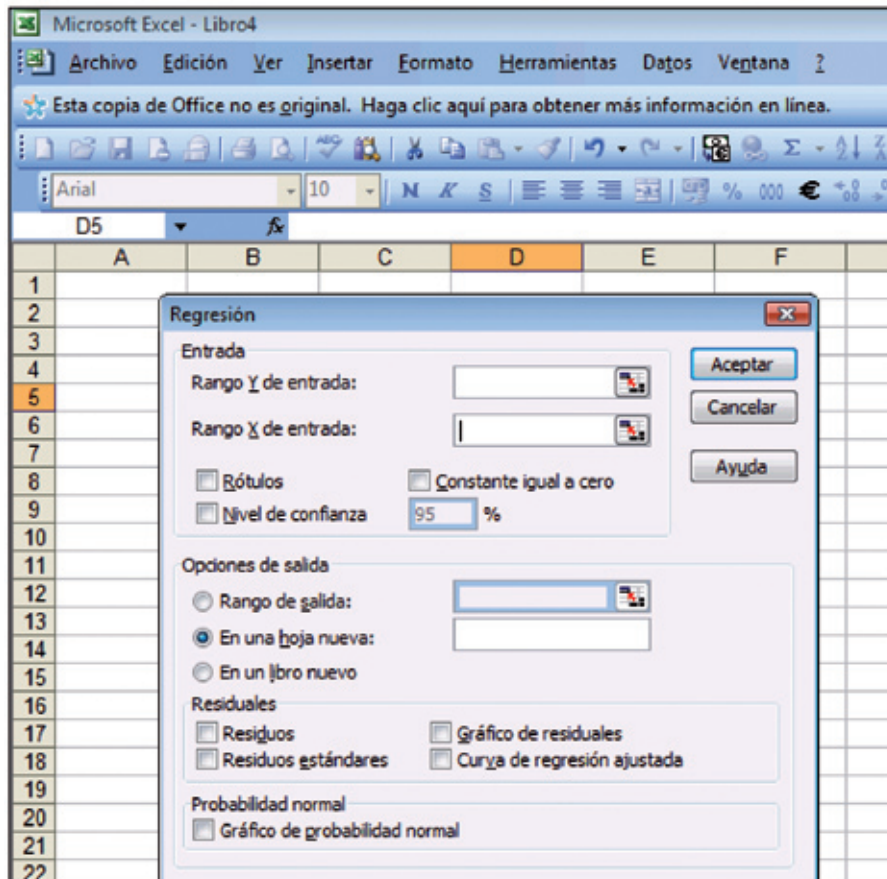 Microsoft Excel - Libro4
Archivo Edición Ver Insertar Formato Herramientas Datos Ventana ?
Esta copia de Office no es original. Haga clic aquí para obtener más información en línea.
ABC Σ
Arial 10 N K S % 000 €
D5 fx
A B C D E F
1
2 Regresión
3 Entrada
4 Rango Y de entrada: Aceptar
5 Cancelar
6 Rango X de entrada:
7 Ayuda
8 Rótulos Constante igual a cero
9 Nivel de confianza 95 %
10
11 Opciones de salida
12 Rango de salida:
13 En una hoja nueva:
14
15 En un libro nuevo
16 Residuales
17 Residuos Gráfico de residuales
18 Residuos estándares Curva de regresión ajustada
19
20 Probabilidad normal
21 Gráfico de probabilidad normal
22